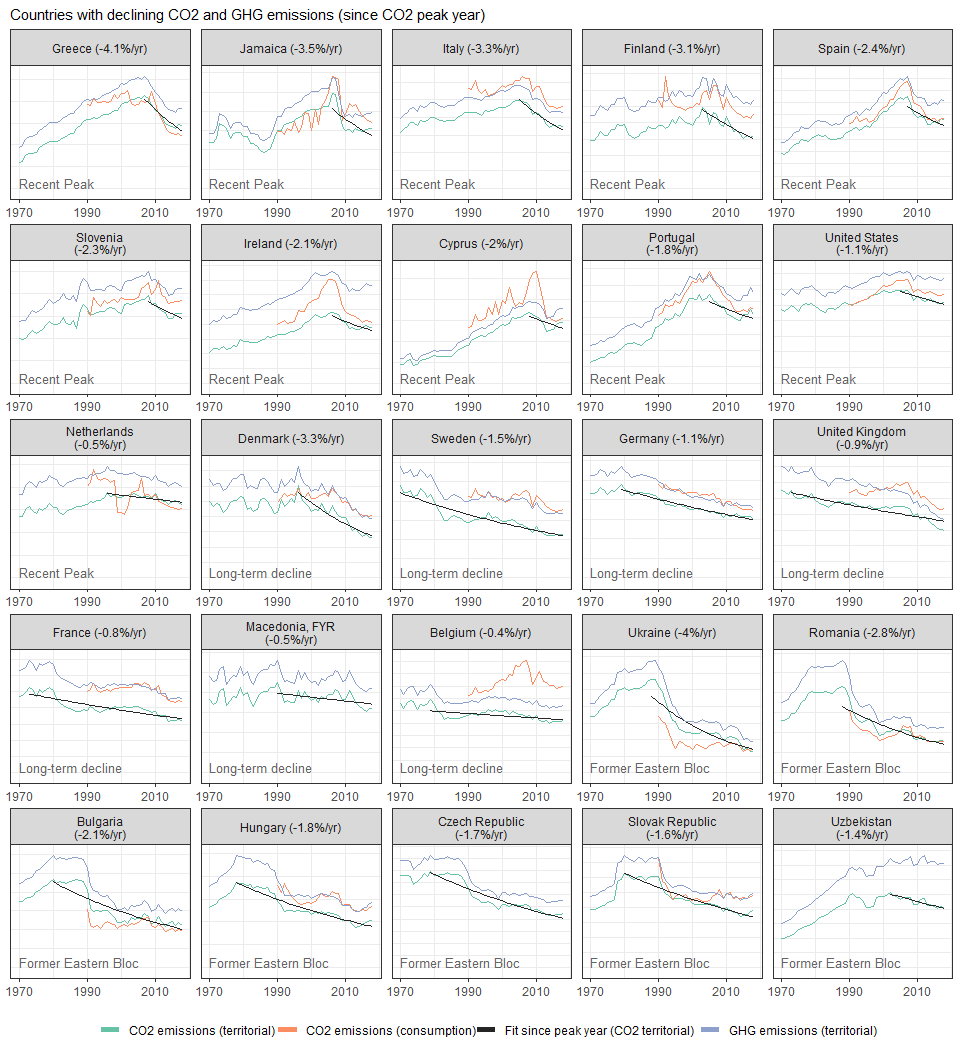 Countries with declining CO2 and GHG emissions (since CO2 peak year)
Greece (-4.1%/yr)
Jamaica (-3.5%/yr)
Italy (-3.3%/yr)
Finland (-3.1%/yr)
Spain (-2.4%/yr)
Recent Peak
Recent Peak
Recent Peak
Recent Peak
Recent Peak
1970 1990 2010
1970 1990 2010
1970 1990 2010
1970 1990 2010
1970 1990 2010
Slovenia
(-2.3%/yr)
Ireland (-2.1%/yr)
Cyprus (-2%/yr)
Portugal
(-1.8%/yr)
United States
(-1.1%/yr)
Recent Peak
Recent Peak
Recent Peak
Recent Peak
Recent Peak
1970 1990 2010
1970 1990 2010
1970 1990 2010
1970 1990 2010
1970 1990 2010
Netherlands
(-0.5%/yr)
Denmark (-3.3%/yr)
Sweden (-1.5%/yr)
Germany (-1.1%/yr)
United Kingdom
(-0.9%/yr)
Recent Peak
Long-term decline
Long-term decline
Long-term decline
Long-term decline
1970 1990 2010
1970 1990 2010
1970 1990 2010
1970 1990 2010
1970 1990 2010
France (-0.8%/yr)
Macedonia, FYR
(-0.5%/yr)
Belgium (-0.4%/yr)
Ukraine (-4%/yr)
Romania (-2.8%/yr)
Long-term decline
Long-term decline
Long-term decline
Former Eastern Bloc
Former Eastern Bloc
1970 1990 2010
1970 1990 2010
1970 1990 2010
1970 1990 2010
1970 1990 2010
Bulgaria
(-2.1%/yr)
Hungary (-1.8%/yr)
Czech Republic
(-1.7%/yr)
Slovak Republic
(-1.6%/yr)
Uzbekistan
(-1.4%/yr)
Former Eastern Bloc
Former Eastern Bloc
Former Eastern Bloc
Former Eastern Bloc
Former Eastern Bloc
1970 1990 2010
1970 1990 2010
1970 1990 2010
1970 1990 2010
1970 1990 2010
CO2 emissions (territorial) CO2 emissions (consumption) Fit since peak year (CO2 territorial) GHG emissions (territorial)